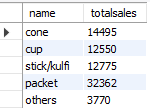 name totalsales
cone 14495
cup 12550
stick/kulfi 12775
packet 32362
others 3770